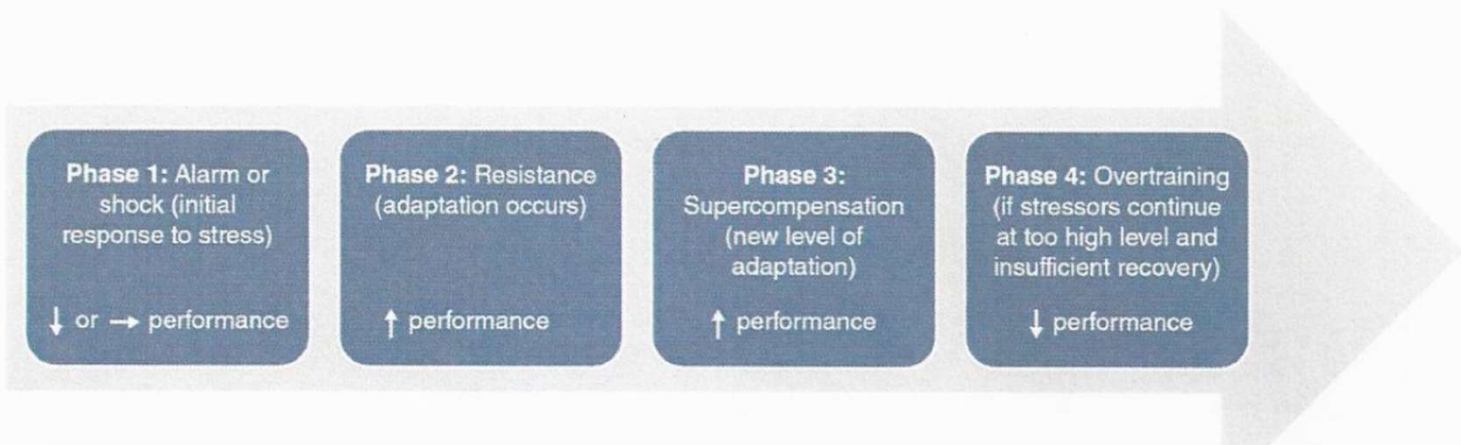 Phase 1: Alarm or
shock (initial
response to stress)
↓ or → performance
Phase 2: Resistance
(adaptation occurs)
↑ performance
Phase 3:
Supercompensation
(new level of
adaptation)
↑ performance
Phase 4: Overtraining
(if stressors continue
at too high level and
insufficient recovery)
↓ performance